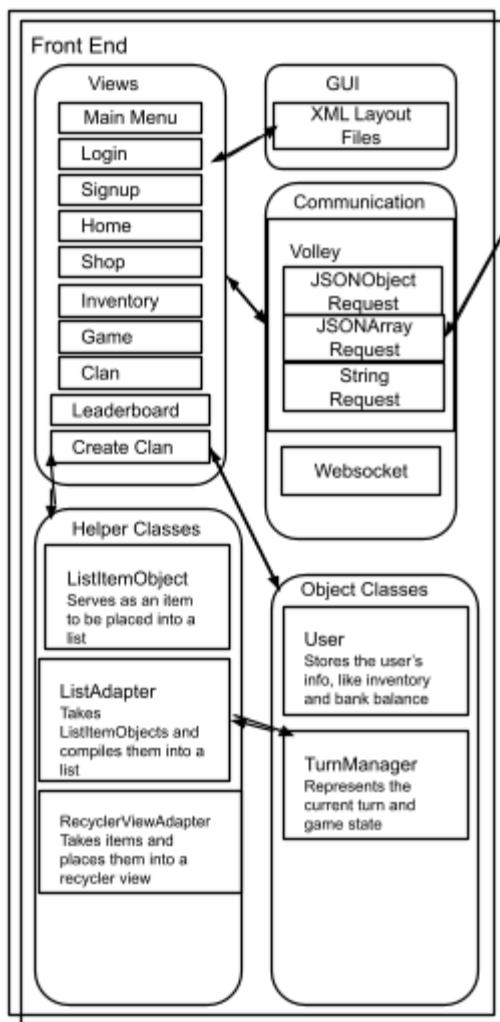 Front End
Views
Main Menu
Login
Signup
Home
Shop
Inventory
Game
Clan
Leaderboard
Create Clan
GUI
XML Layout
Files
Communication
Volley
JSONObject
Request
JSONArray
Request
String
Request
Websocket
Helper Classes
ListItemObject
Serves as an item
to be placed into a
list
ListAdapter
Takes
ListItemObjects and
compiles them into a
list
RecyclerViewAdapter
Takes items and
places them into a
recycler view
Object Classes
User
Stores the user's
info, like inventory
and bank balance
TurnManager
Represents the
current turn and
game state